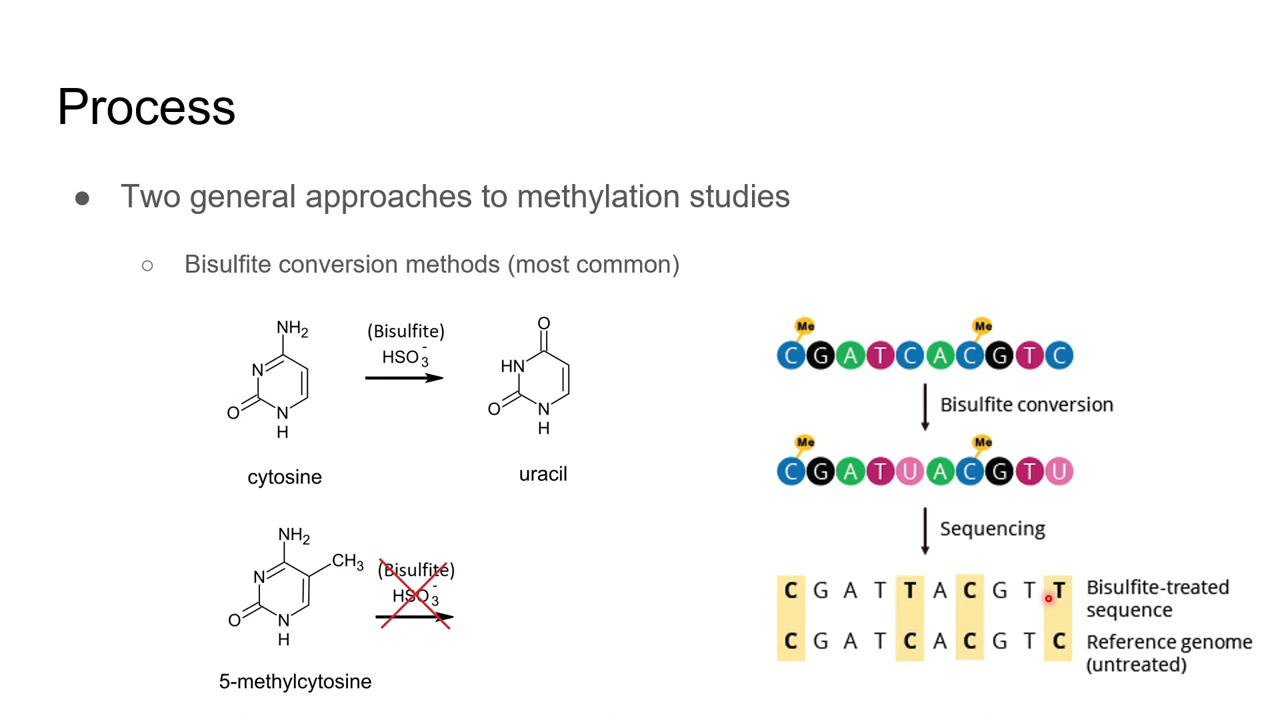 Process
● Two general approaches to methylation studies
○ Bisulfite conversion methods (most common)
NH2
N
O
N
H
cytosine
(Bisulfite)
HSO3-
O
HN
O
N
H
uracil
NH2
CH3
N
O
N
H
5-methylcytosine
(Bisulfite)
HSO3-
Me Me
C G A T C A C G T C
Bisulfite conversion
Me Me
C G A T U A C G T U
Sequencing
C G A T T A C G T T
Bisulfite-treated
sequence
C G A T C A C G T C
Reference genome
(untreated)